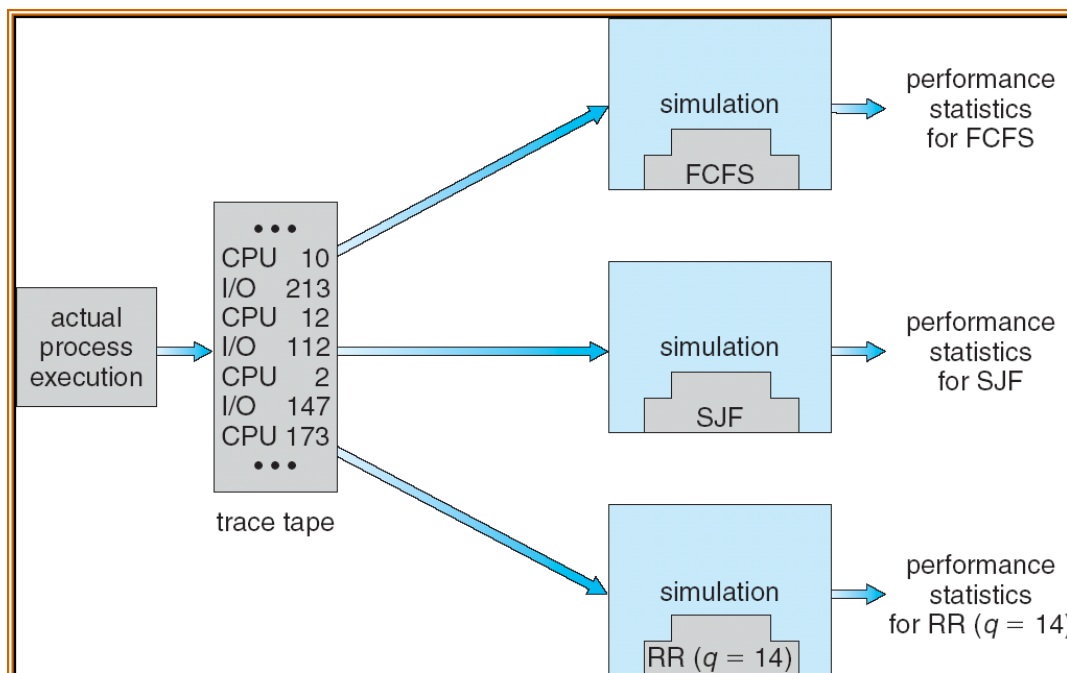 actual
process
execution
• • •
CPU 10
I/O 213
CPU 12
I/O 112
CPU 2
I/O 147
CPU 173
• • •
trace tape
simulation
FCFS
performance
statistics
for FCFS
simulation
SJF
performance
statistics
for SJF
simulation
RR (q = 14)
performance
statistics
for RR (q = 14)